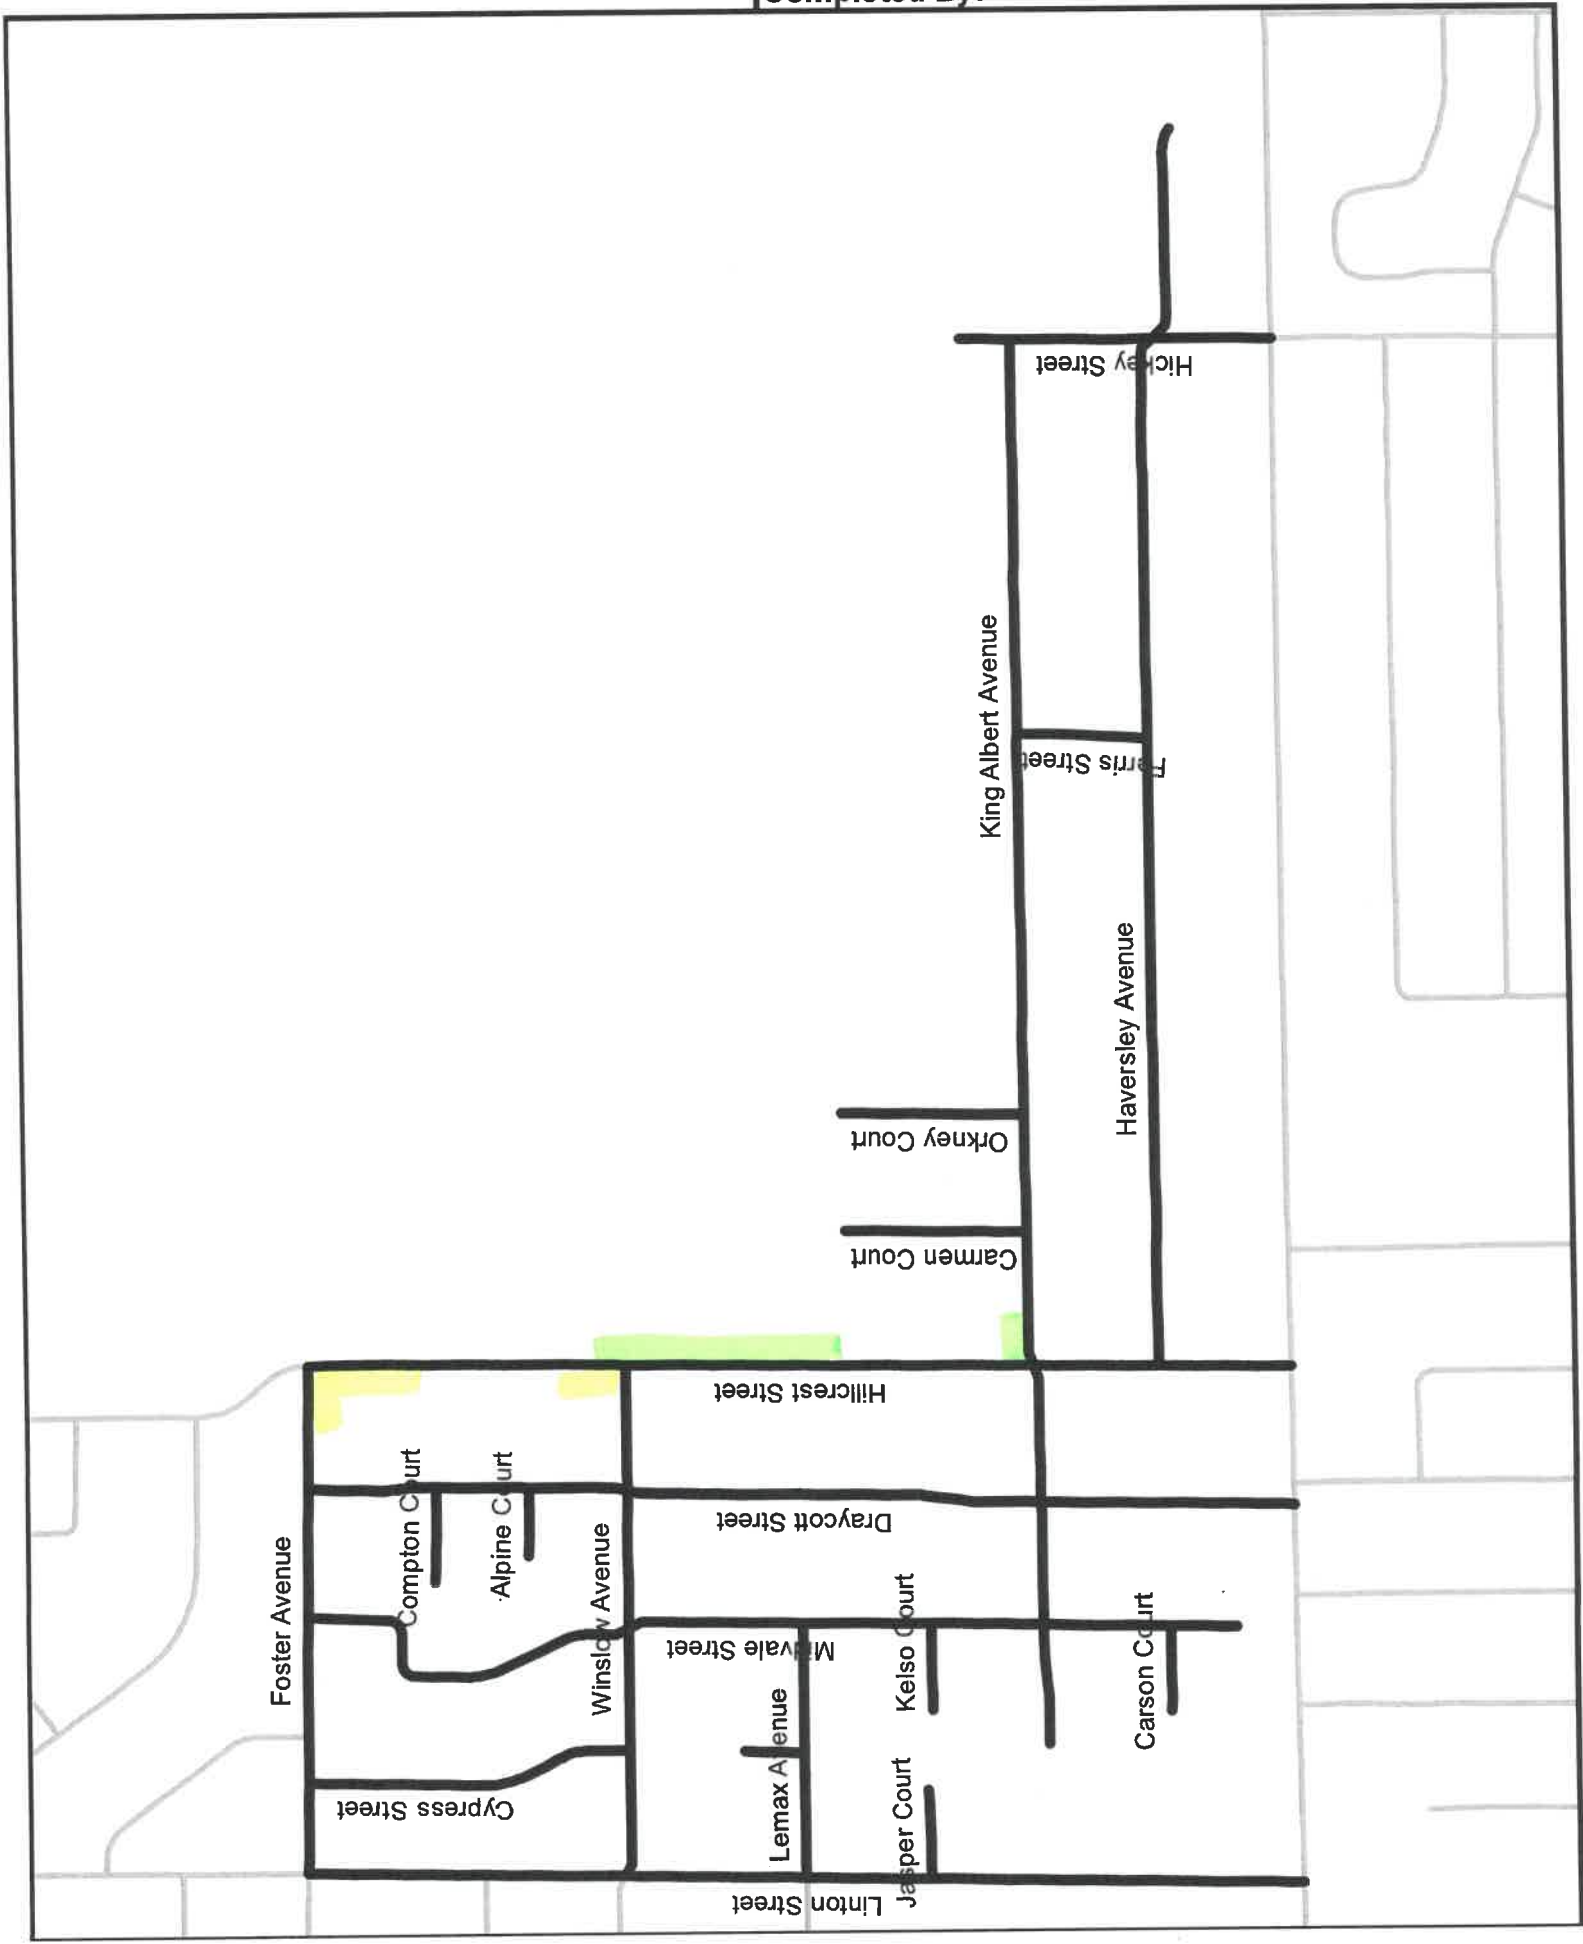 Hickey Street
King Albert Avenue
Ferris Street
Haversley Avenue
Orkney Court
Carmen Court
Hillcrest Street
Compton Court
Alpine Court
Draycott Street
Foster Avenue
Winslow Avenue
Midvale Street
Kelso Court
Carson Court
Lemax Avenue
Jasper Court
Cypress Street
Linton Street